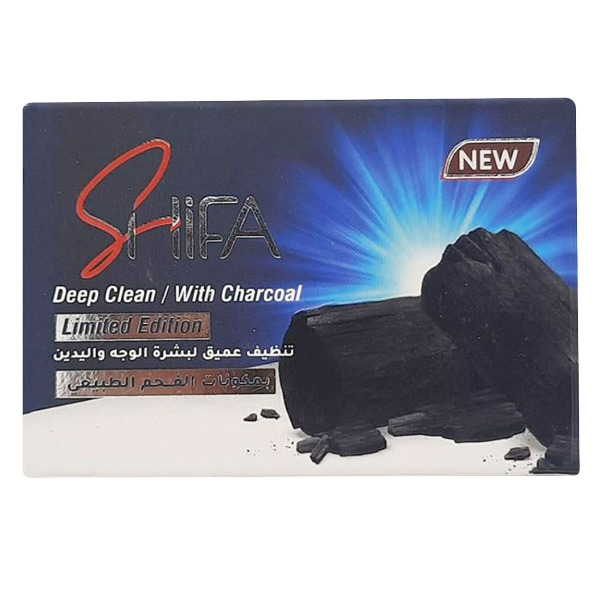 NEW
SHIFA
Deep Clean / With Charcoal
Limited Edition
تنظيف عميق لبشرة الوجه واليدين
بمكونات الفحم الطبيعي